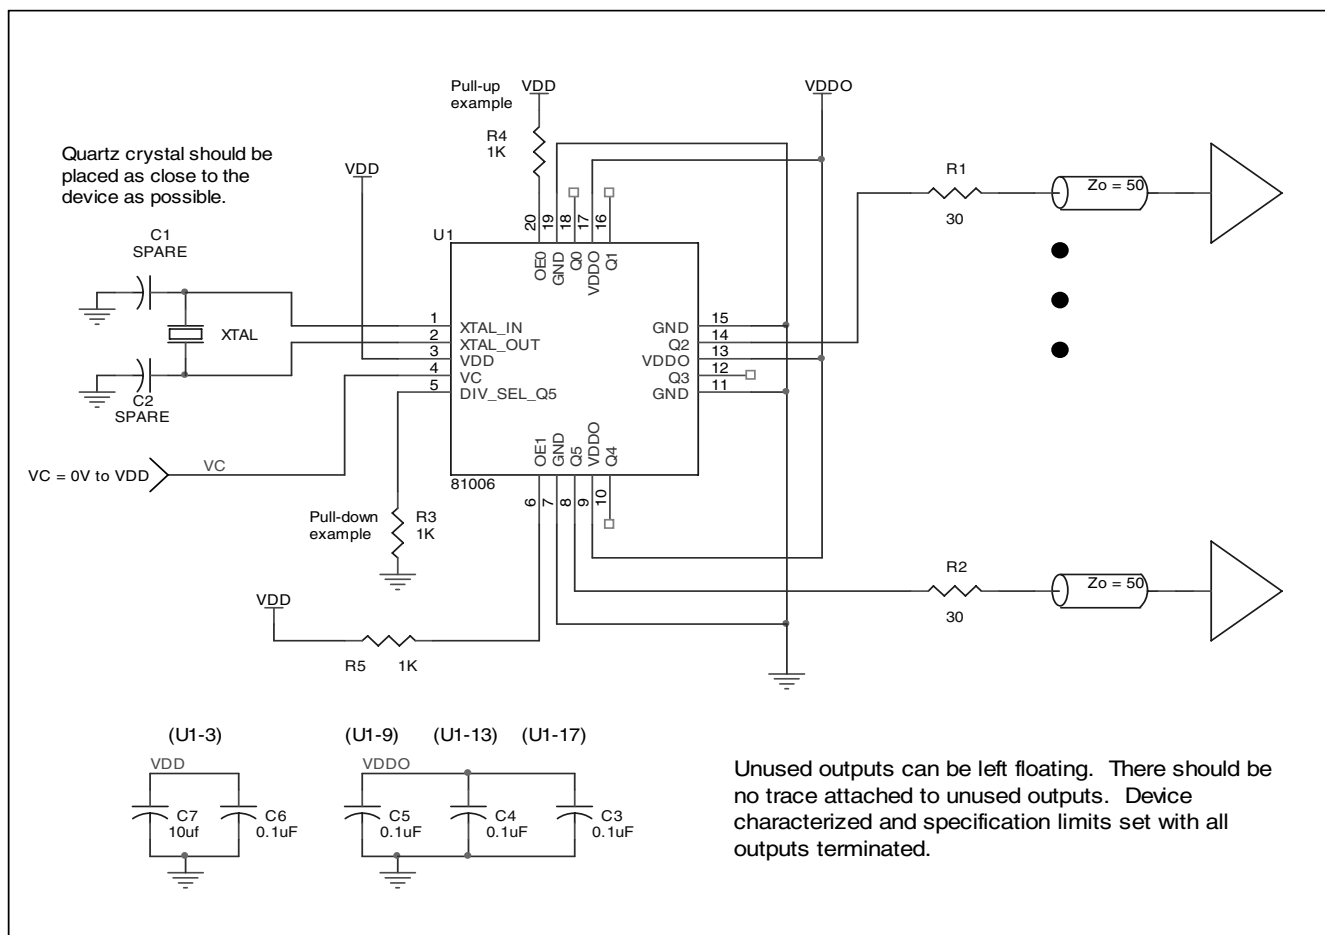 Pull-up
example
VDD
VDDO
R4
1K
Quartz crystal should be
placed as close to the
device as possible.
VDD
R1
30
Zo = 50
C1
SPARE
U1
20
19
18
17
16
OE0
GND
Q0
VDDO
Q1
XTAL
1
2
3
4
5
XTAL_IN
XTAL_OUT
VDD
VC
DIV_SEL_Q5
GND
Q2
VDDO
Q3
GND
15
14
13
12
11
C2
SPARE
OE1
GND
Q5
VDDO
Q4
VC = 0V to VDD
VC
81006
6
7
8
9
10
Pull-down
example
R3
1K
R2
30
Zo = 50
VDD
R5
1K
(U1-3)
(U1-9)
(U1-13)
(U1-17)
VDD
VDDO
C7
10uf
C6
0.1uF
C5
0.1uF
C4
0.1uF
C3
0.1uF
Unused outputs can be left floating. There should be
no trace attached to unused outputs. Device
characterized and specification limits set with all
outputs terminated.